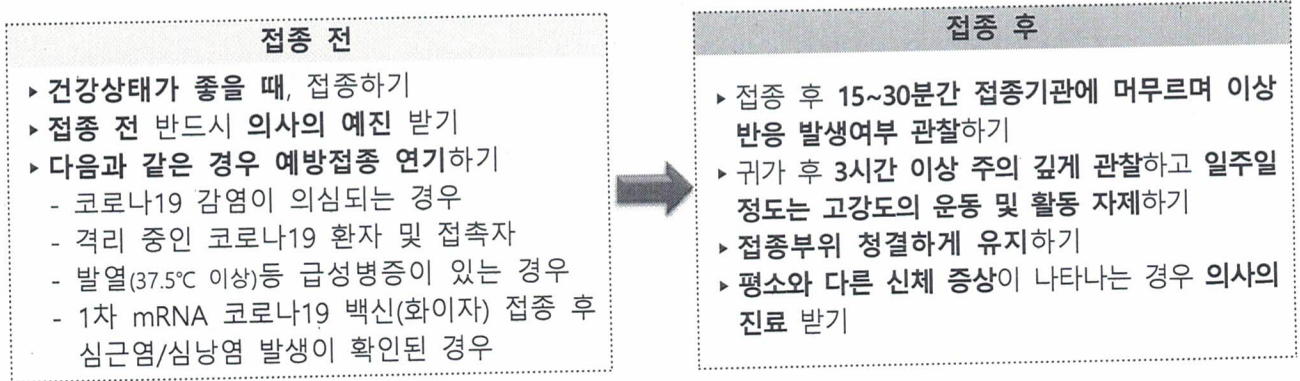 접종 전
▸ 건강상태가 좋을 때, 접종하기
▸ 접종 전 반드시 의사의 예진 받기
▸ 다음과 같은 경우 예방접종 연기하기
- 코로나19 감염이 의심되는 경우
- 격리 중인 코로나19 환자 및 접촉자
- 발열(37.5℃ 이상)등 급성병증이 있는 경우
- 1차 mRNA 코로나19 백신(화이자) 접종 후
심근염/심낭염 발생이 확인된 경우
접종 후
▸ 접종 후 15~30분간 접종기관에 머무르며 이상
반응 발생여부 관찰하기
▸ 귀가 후 3시간 이상 주의 깊게 관찰하고 일주일
정도는 고강도의 운동 및 활동 자제하기
▸ 접종부위 청결하게 유지하기
▸ 평소와 다른 신체 증상이 나타나는 경우 의사의
진료 받기